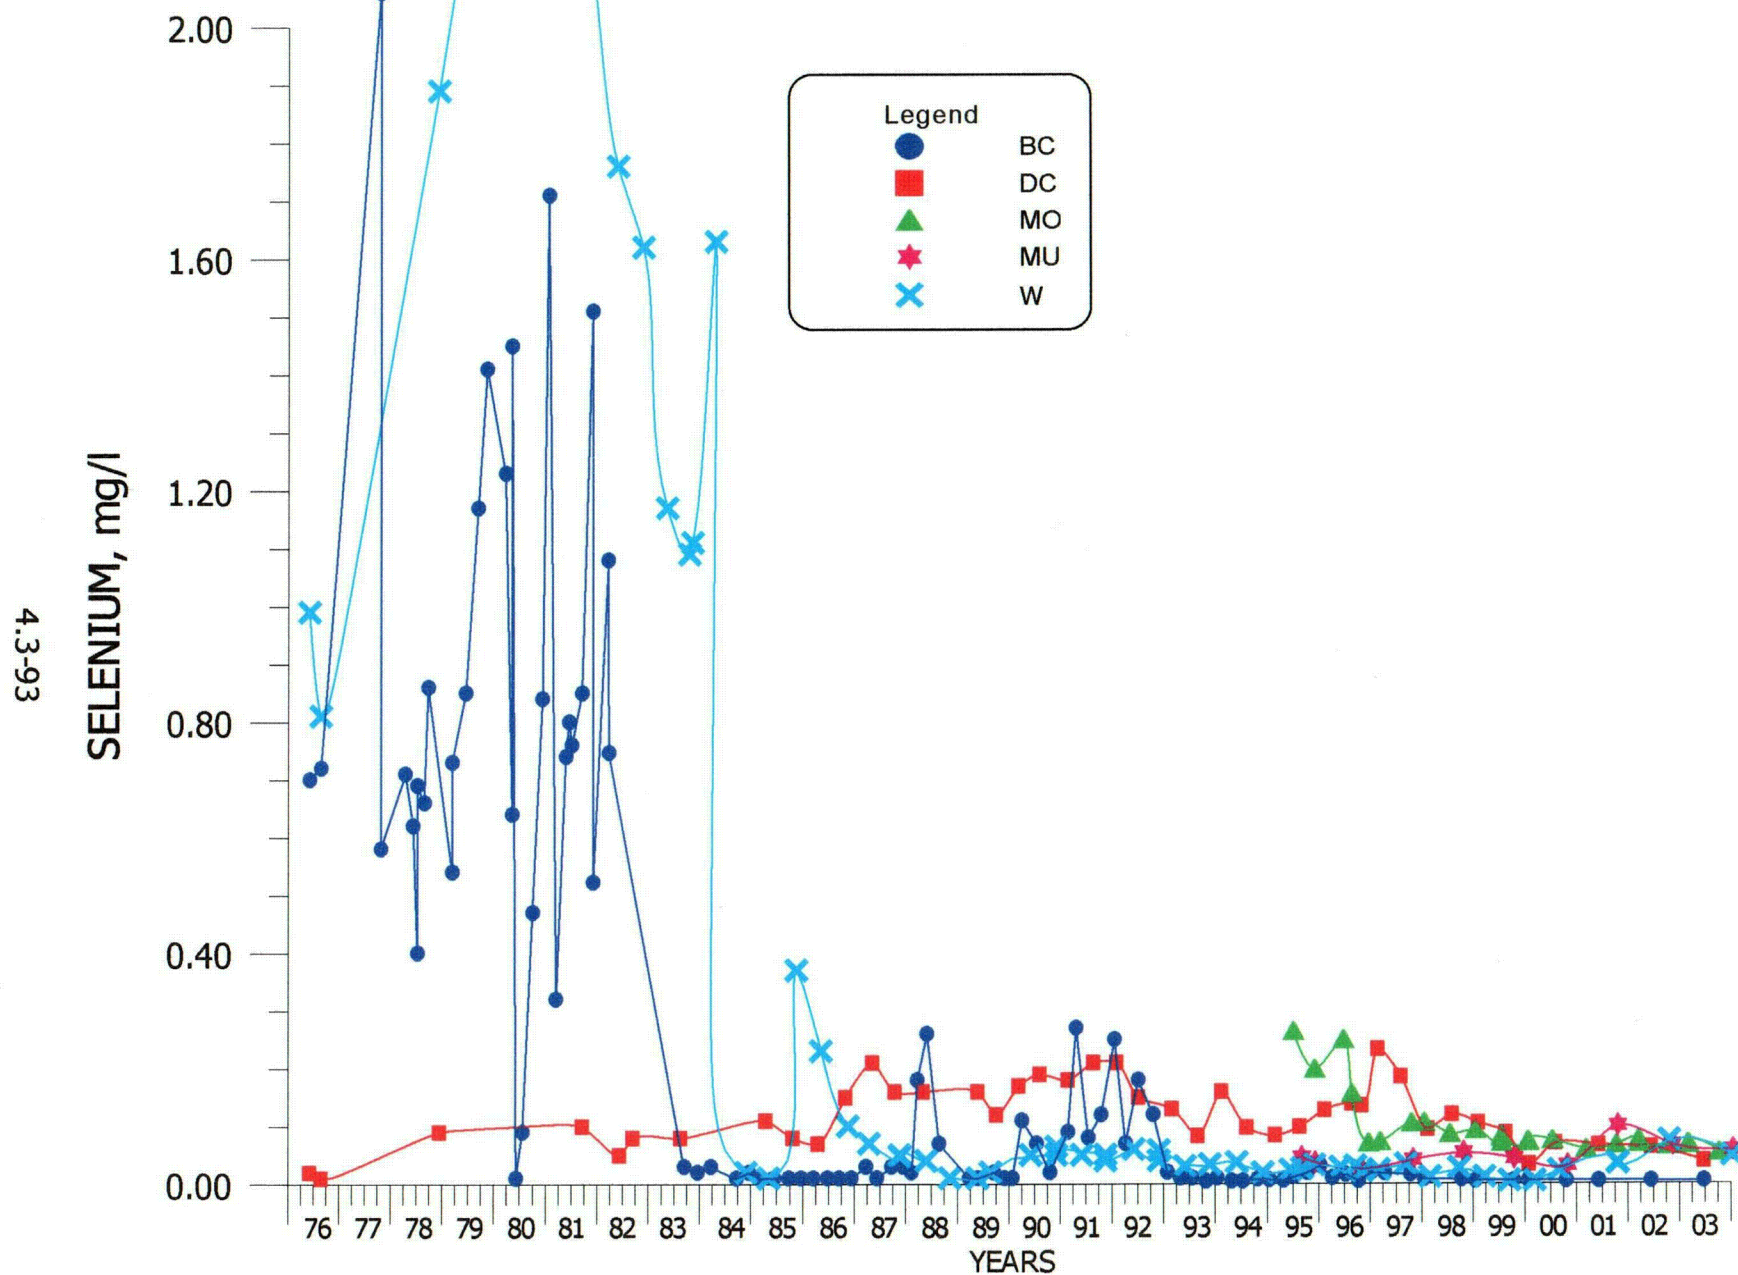 2.00
1.60
1.20
0.80
0.40
0.00
SELENIUM, mg/l
4.3-93
Legend
BC
DC
MO
MU
W
76 77 78 79 80 81 82 83 84 85 86 87 88 89 90 91 92 93 94 95 96 97 98 99 00 01 02 03
YEARS